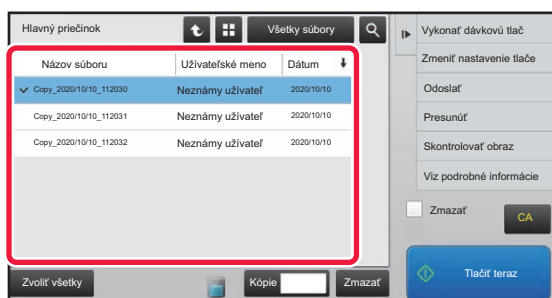 Hlavný priečinok
Všetky súbory
Názov súboru Užívateľské meno Dátum
Copy_2020/10/10_112030 Neznámy užívateľ 2020/10/10
Copy_2020/10/10_112031 Neznámy užívateľ 2020/10/10
Copy_2020/10/10_112032 Neznámy užívateľ 2020/10/10
Zvoliť všetky
Kópie
Zmazať
Vykonať dávkovú tlač
Zmeniť nastavenie tlače
Odoslať
Presunúť
Skontrolovať obraz
Viz podrobné informácie
Zmazať
CA
Tlačiť teraz